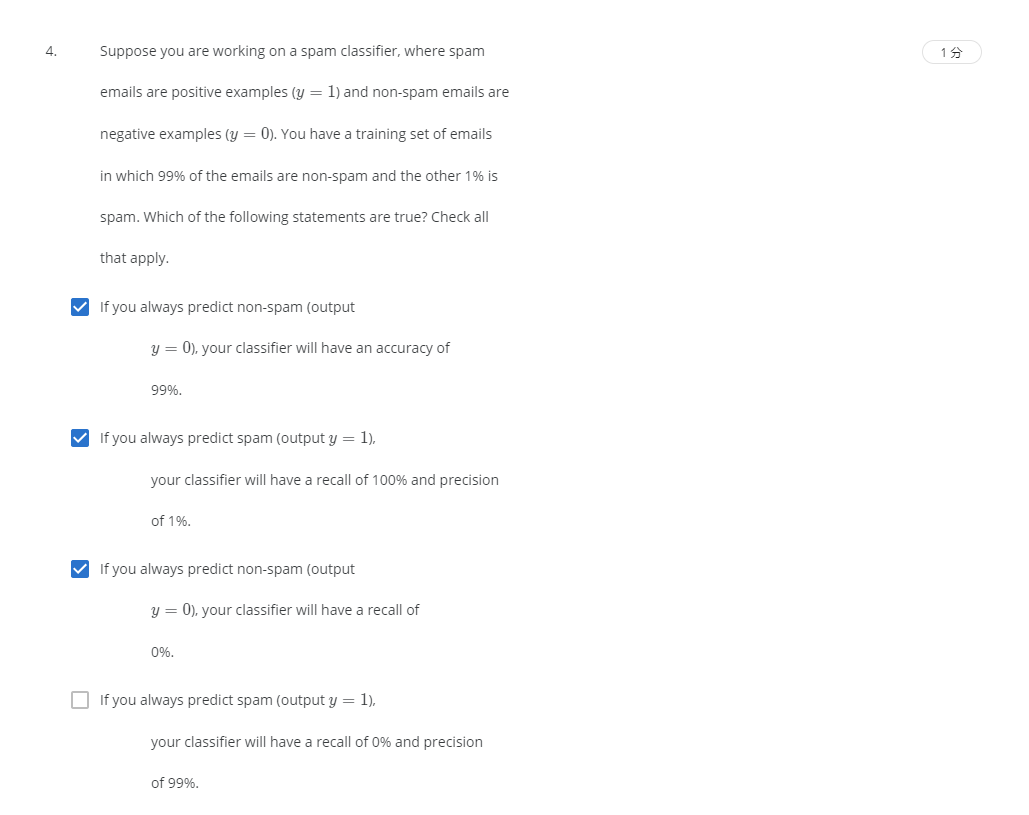 4. Suppose you are working on a spam classifier, where spam 1 分
emails are positive examples (y = 1) and non-spam emails are
negative examples (y = 0). You have a training set of emails
in which 99% of the emails are non-spam and the other 1% is
spam. Which of the following statements are true? Check all
that apply.
If you always predict non-spam (output
y = 0), your classifier will have an accuracy of
99%.
If you always predict spam (output y = 1),
your classifier will have a recall of 100% and precision
of 1%.
If you always predict non-spam (output
y = 0), your classifier will have a recall of
0%.
If you always predict spam (output y = 1),
your classifier will have a recall of 0% and precision
of 99%.